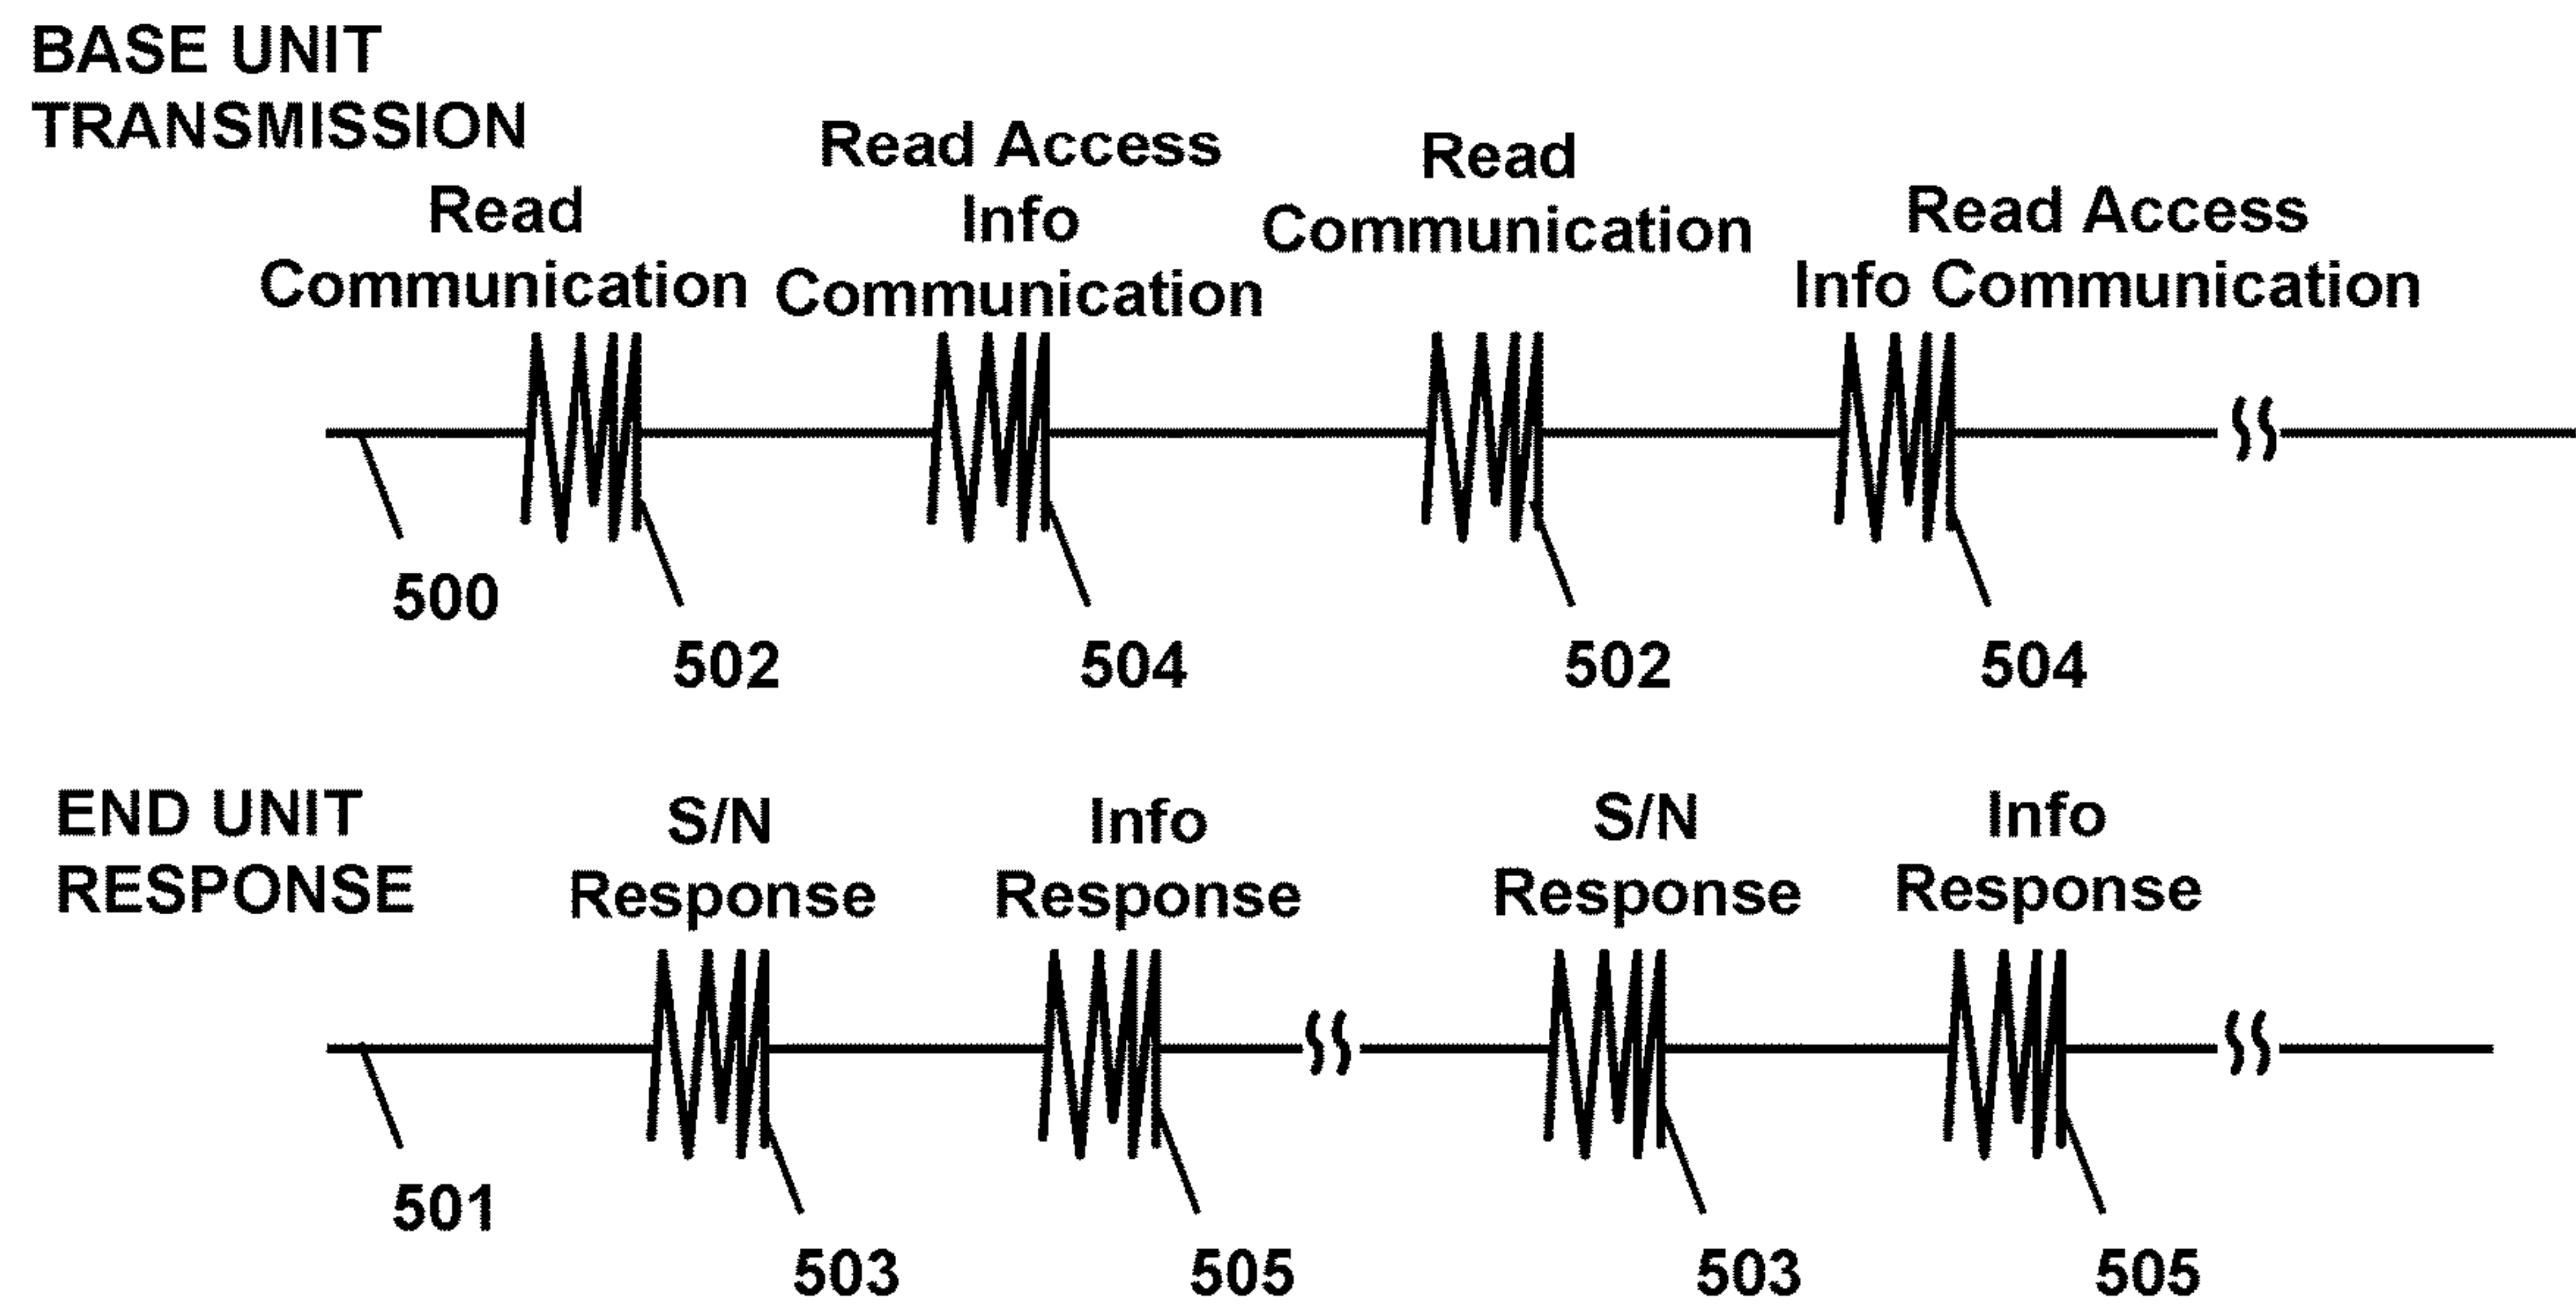 BASE UNIT
TRANSMISSION
Read
Communication
Read Access
Info
Communication
Read
Communication
Read Access
Info Communication
500
502
504
502
504
END UNIT
RESPONSE
S/N
Response
Info
Response
S/N
Response
Info
Response
501
503
505
503
505